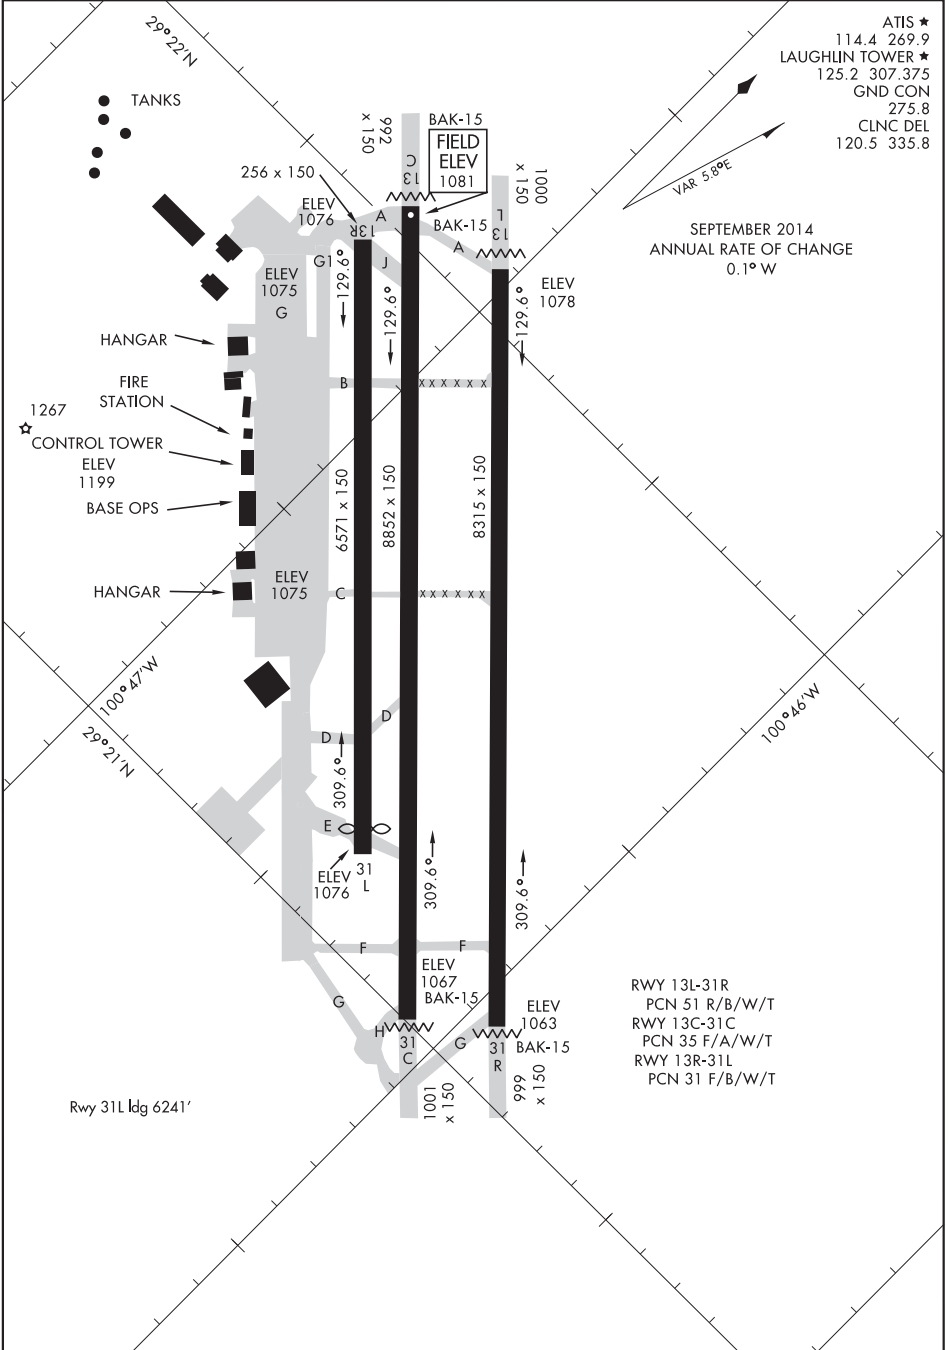 ATIS ★
114.4 269.9
LAUGHLIN TOWER ★
125.2 307.375
GND CON
275.8
CLNC DEL
120.5 335.8
29°22'N
TANKS
992
x 150
BAK-15
FIELD
ELEV
1081
13
C
256 x 150
ELEV
1076
A
13R
1000
x 150
13
L
BAK-15
A
VAR 5.8°E
SEPTEMBER 2014
ANNUAL RATE OF CHANGE
0.1° W
G1
J
ELEV
1075
G
129.6°
129.6°
129.6°
ELEV
1078
HANGAR
B
x x x x x x
FIRE
STATION
1267
CONTROL TOWER
ELEV
1199
BASE OPS
6571 x 150
8852 x 150
8315 x 150
HANGAR
ELEV
1075
C
x x x x x x
100°47'W
29°21'N
100°46'W
D
D
309.6°
E
ELEV
1076
31
L
309.6°
309.6°
F
F
ELEV
1067
BAK-15
G
H
31
C
G
ELEV
1063
31
R
BAK-15
1001
x 150
999
x 150
RWY 13L-31R
PCN 51 R/B/W/T
RWY 13C-31C
PCN 35 F/A/W/T
RWY 13R-31L
PCN 31 F/B/W/T
Rwy 31L ldg 6241'